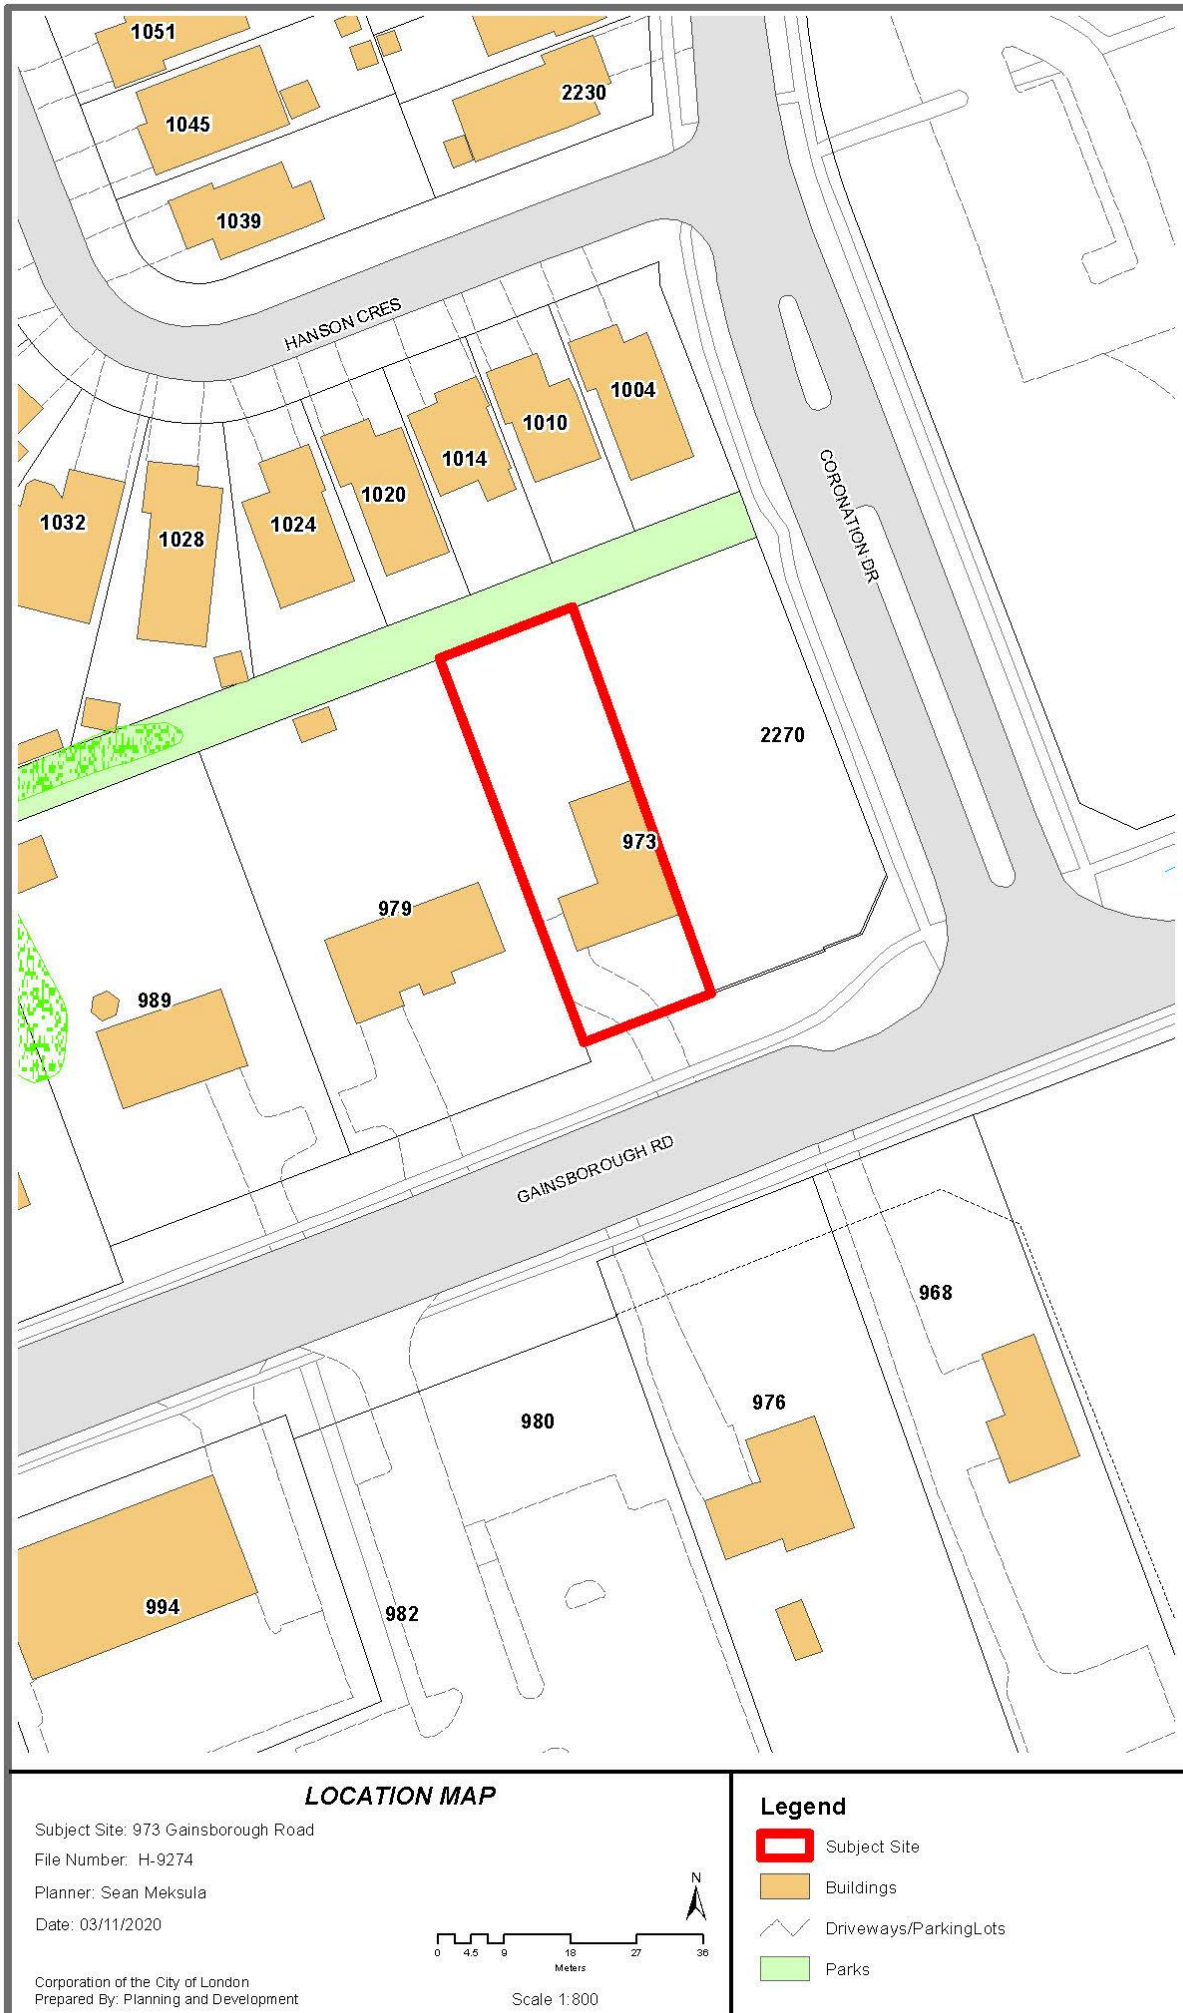 1051
1045
2230
1039
HANSON CRES
1004
1010
1014
1020
1024
1028
1032
CORONATION DR
2270
973
979
989
GAINSBOROUGH RD
968
976
980
994
982
LOCATION MAP
Subject Site: 973 Gainsborough Road
File Number: H-9274
Planner: Sean Meksula
Date: 03/11/2020
Corporation of the City of London
Prepared By: Planning and Development
N
0 4.5 9 18 27 36
Meters
Scale 1:800
Legend
Subject Site
Buildings
Driveways/ParkingLots
Parks